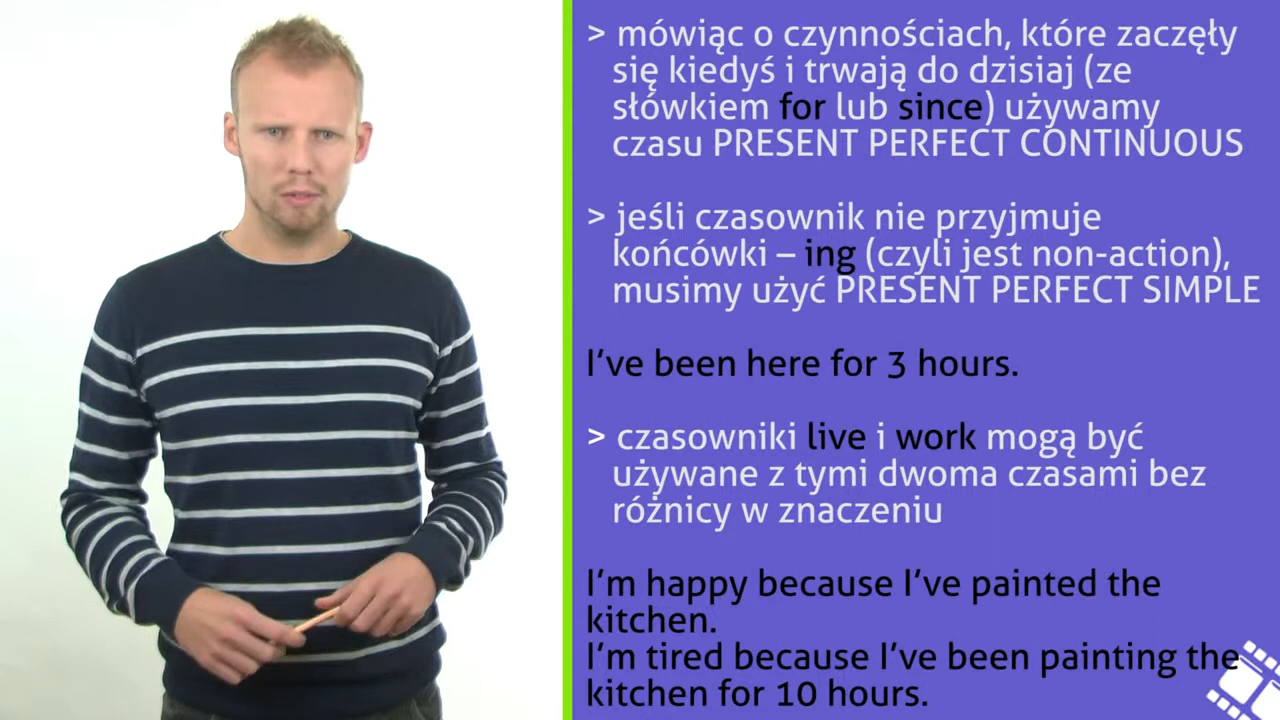 > mówiąc o czynnościach, które zaczęły
się kiedyś i trwają do dzisiaj (ze
słówkiem for lub since) używamy
czasu PRESENT PERFECT CONTINUOUS
> jeśli czasownik nie przyjmuje
końcówki – ing (czyli jest non-action),
musimy użyć PRESENT PERFECT SIMPLE
I've been here for 3 hours.
> czasowniki live i work mogą być
używane z tymi dwoma czasami bez
różnicy w znaczeniu
I'm happy because I've painted the
kitchen.
I'm tired because I've been painting the
kitchen for 10 hours.